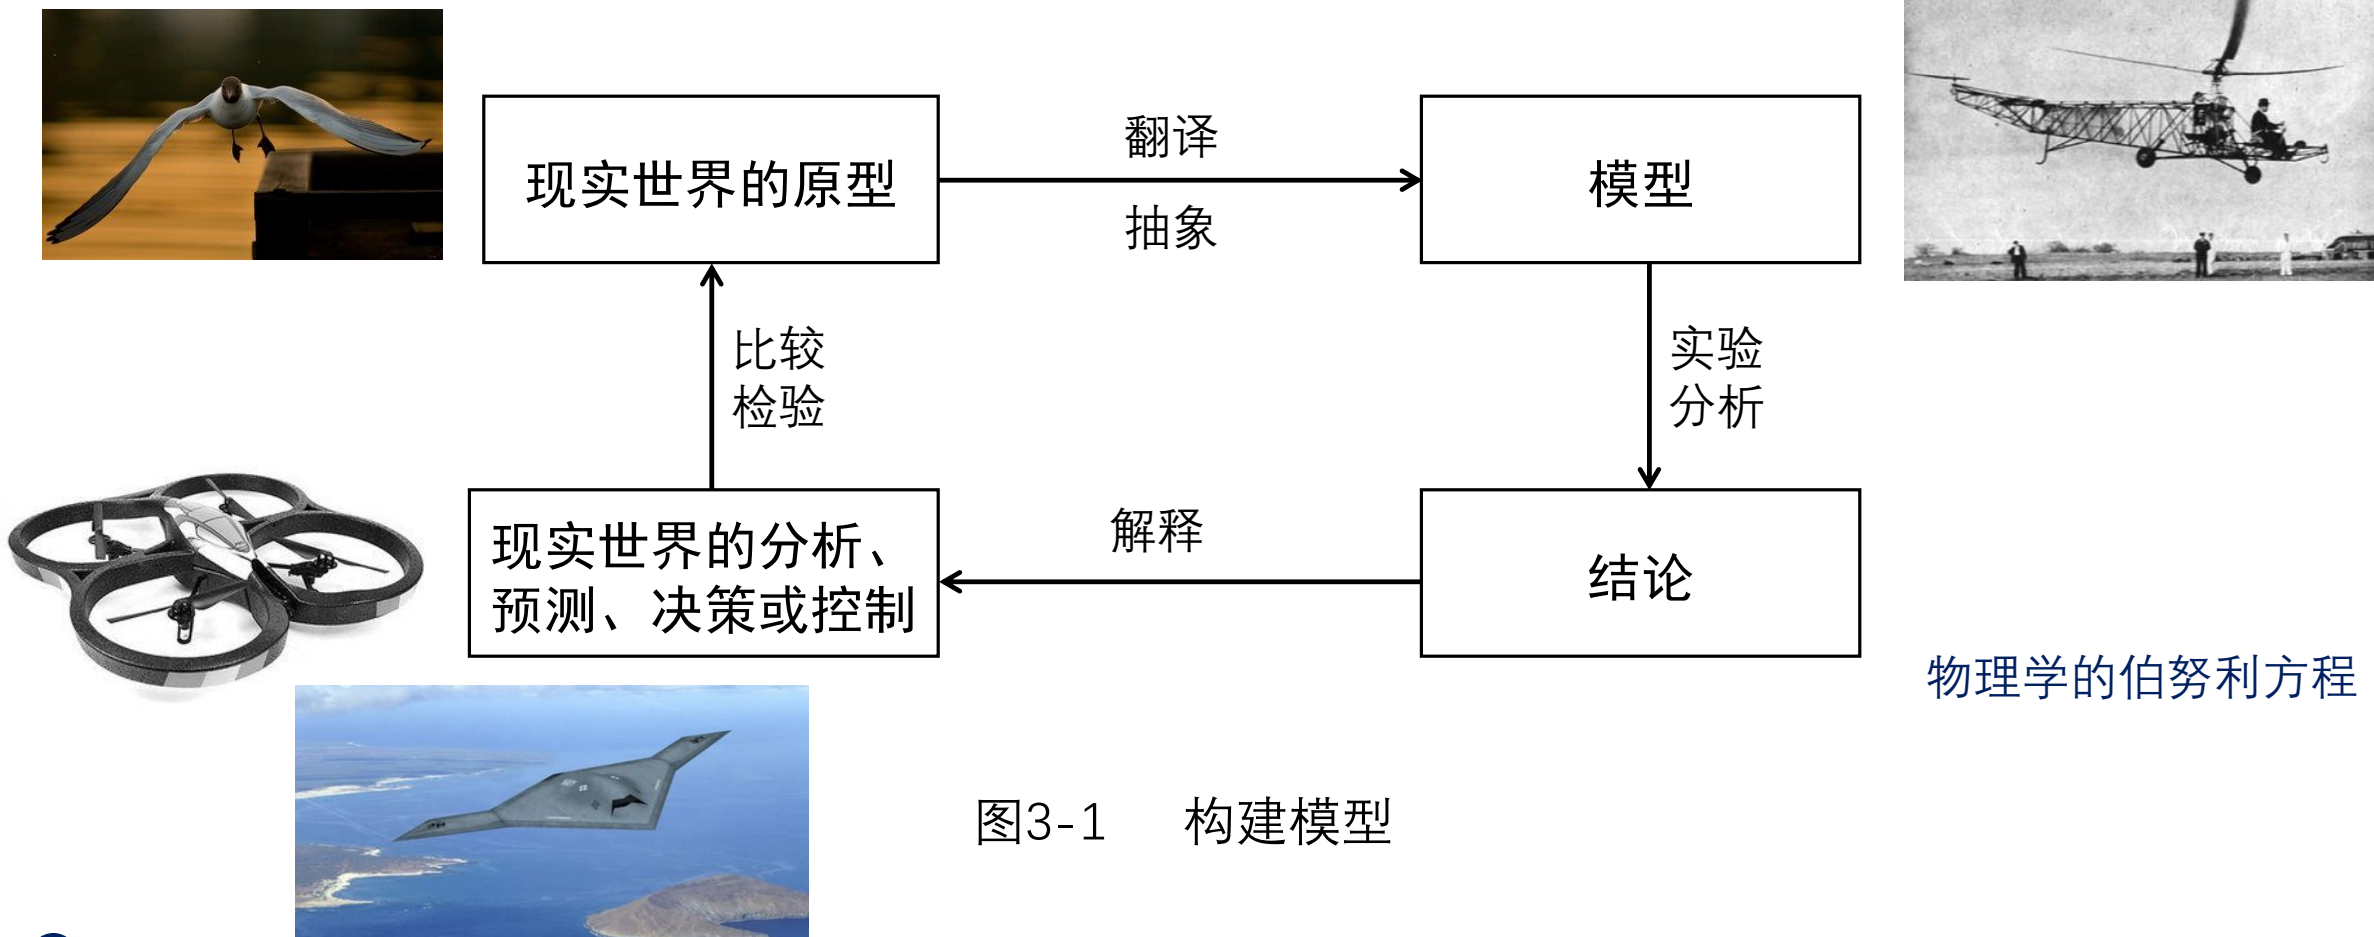 现实世界的原型
翻译
抽象
模型
比较
检验
实验
分析
现实世界的分析、
预测、决策或控制
解释
结论
物理学的伯努利方程
图3-1 构建模型